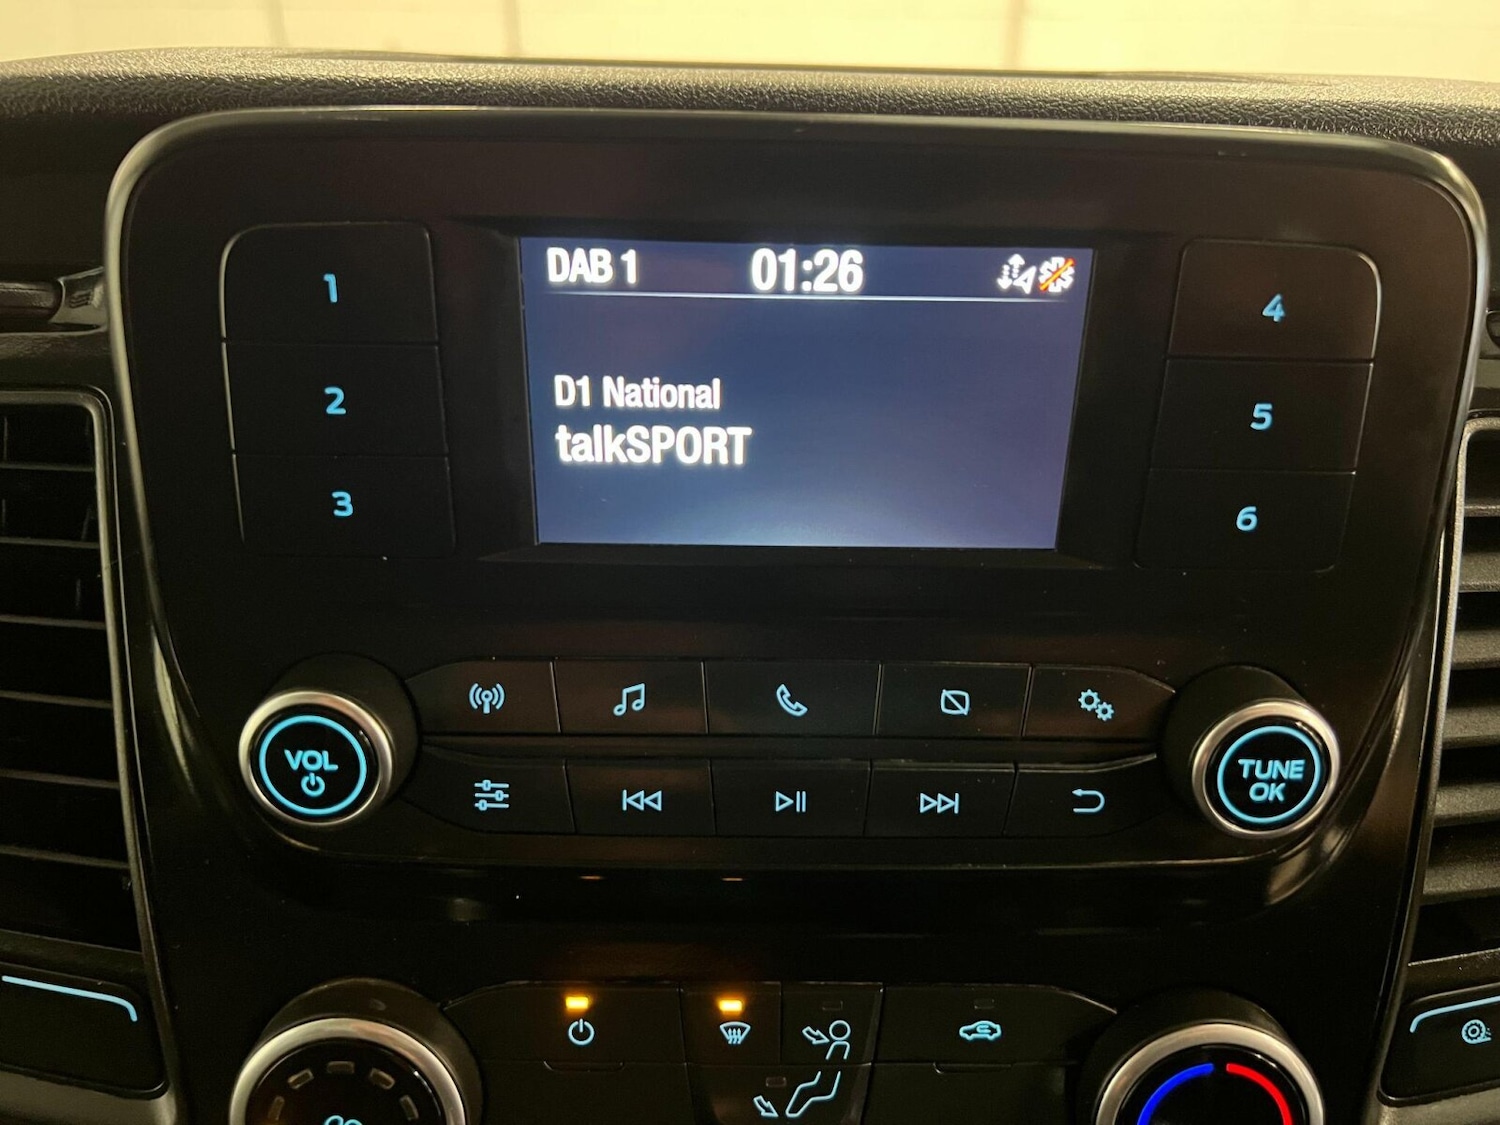 DAB 1 01:26
D1 National
talkSPORT
1
2
3
4
5
6
VOL
TUNE
OK